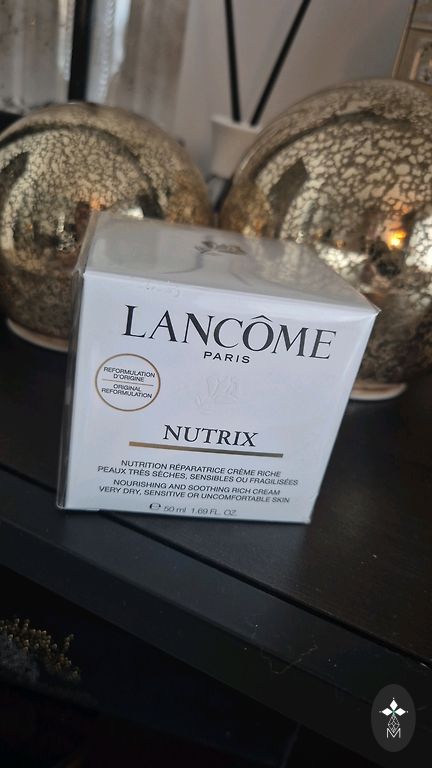 LANCÔME
PARIS
REFORMULATION
D'ORIGINE
ORIGINAL
REFORMULATION
NUTRIX
NUTRITION RÉPARATRICE CRÈME RICHE
PEAUX TRÈS SÈCHES, SENSIBLES OU FRAGILISÉES
NOURISHING AND SOOTHING RICH CREAM
VERY DRY, SENSITIVE OR UNCOMFORTABLE SKIN
℮ 50 ml 1.69 FL. OZ.
M